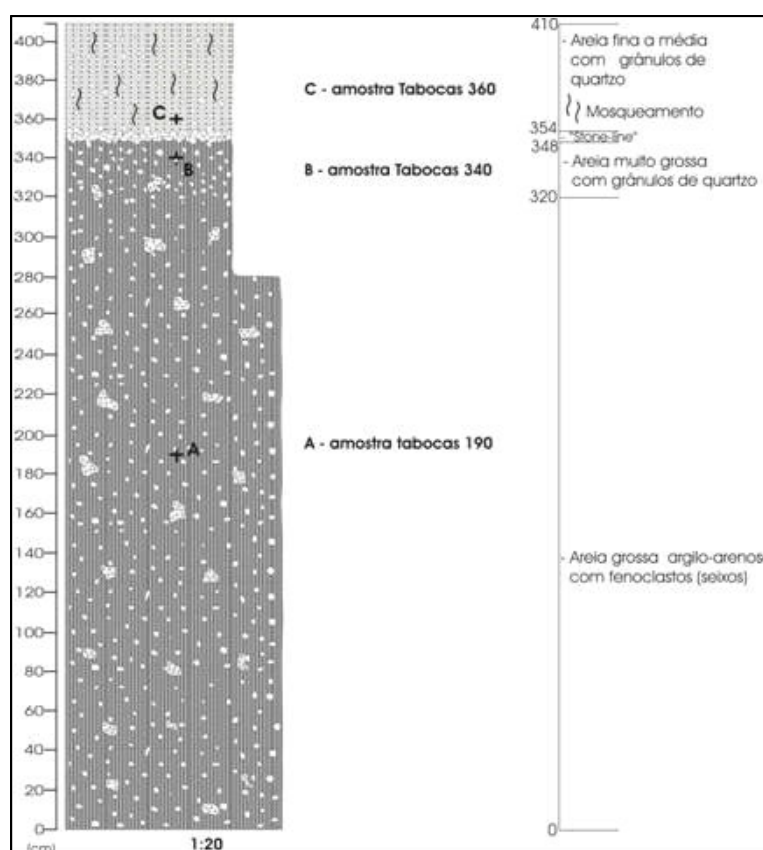 400
380
360
340
320
300
280
260
240
220
200
180
160
140
120
100
80
60
40
20
0
(cm)
1:20
C
B
A
C - amostra Tabocas 360
B - amostra Tabocas 340
A - amostra tabocas 190
410
- Areia fina a média
com grânulos de
quartzo
Mosqueamento
354
- "Stone-line"
348
- Areia muito grossa
com grânulos de quartzo
320
- Areia grossa argilo-arenos
com fenoclastos (seixos)
0